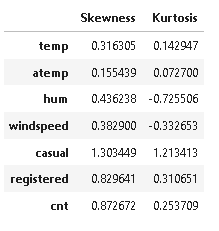 Skewness Kurtosis
temp 0.316305 0.142947
atemp 0.155439 0.072700
hum 0.436238 -0.725506
windspeed 0.382900 -0.332653
casual 1.303449 1.213413
registered 0.829641 0.310651
cnt 0.872672 0.253709